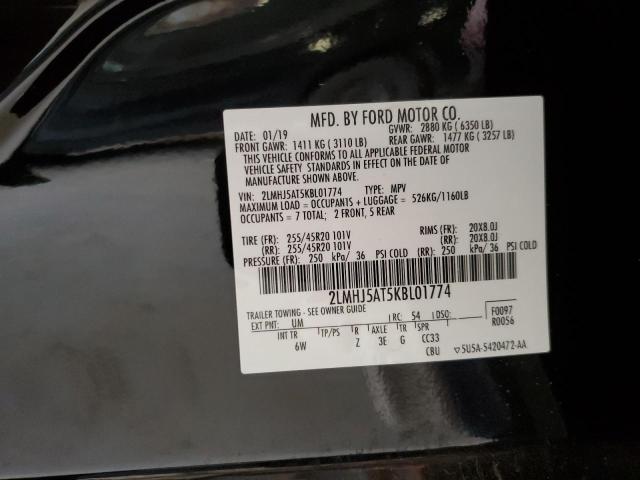 MFD. BY FORD MOTOR CO.
DATE: 01/19 GVWR: 2880 KG ( 6350 LB)
FRONT GAWR: 1411 KG ( 3110 LB) REAR GAWR: 1477 KG ( 3257 LB)
THIS VEHICLE CONFORMS TO ALL APPLICABLE FEDERAL MOTOR
VEHICLE SAFETY STANDARDS IN EFFECT ON THE DATE OF
MANUFACTURE SHOWN ABOVE.
VIN: 2LMHJ5AT5KBL01774 TYPE: MPV
MAXIMUM LOAD = OCCUPANTS + LUGGAGE = 526KG/1160LB
OCCUPANTS = 7 TOTAL; 2 FRONT, 5 REAR
TIRE (FR): 255/45R20 101V RIMS (FR): 20X8.0J
(RR): 255/45R20 101V (RR): 20X8.0J
PRESSURE (FR): 250 kPa/ 36 PSI COLD (RR): 250 kPa/ 36 PSI COLD
2LMHJ5AT5KBL01774
TRAILER TOWING - SEE OWNER GUIDE
EXT PNT: UM RC: 54 DSO: F0097
INT TR TP/PS R AXLE TR SPR R0056
6W Z 3E G CC33
CBU ▽5U5A-5420472-AA